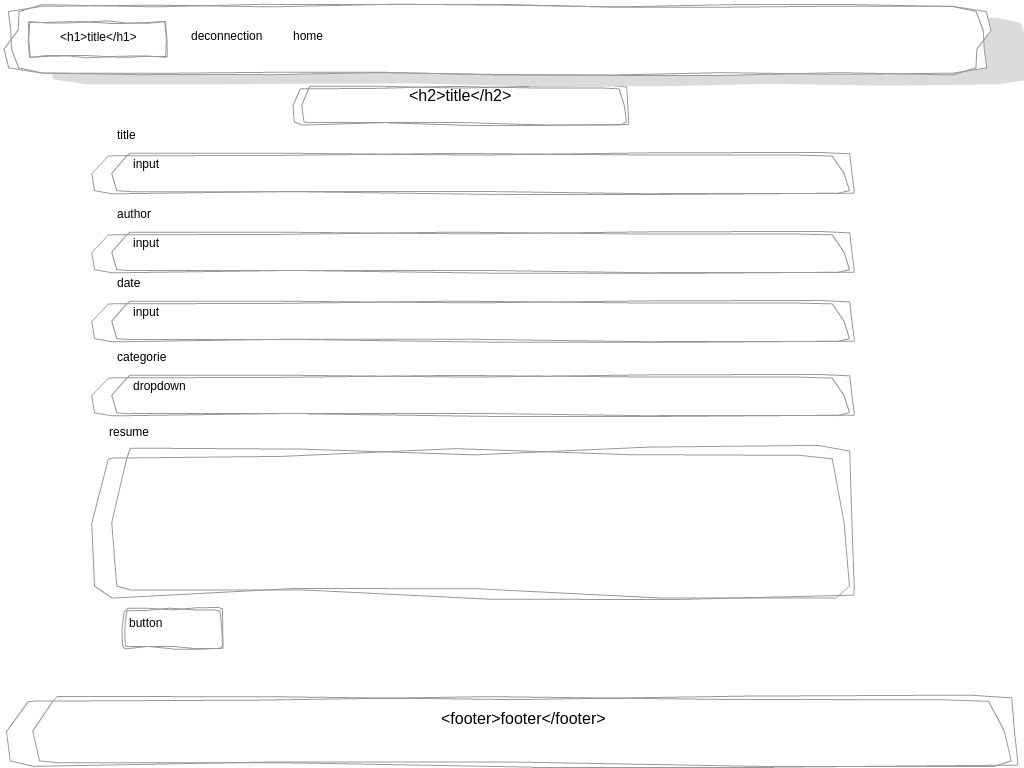 <h1>title</h1> deconnection home
<h2>title</h2>
title
input
author
input
date
input
categorie
dropdown
resume
button
<footer>footer</footer>